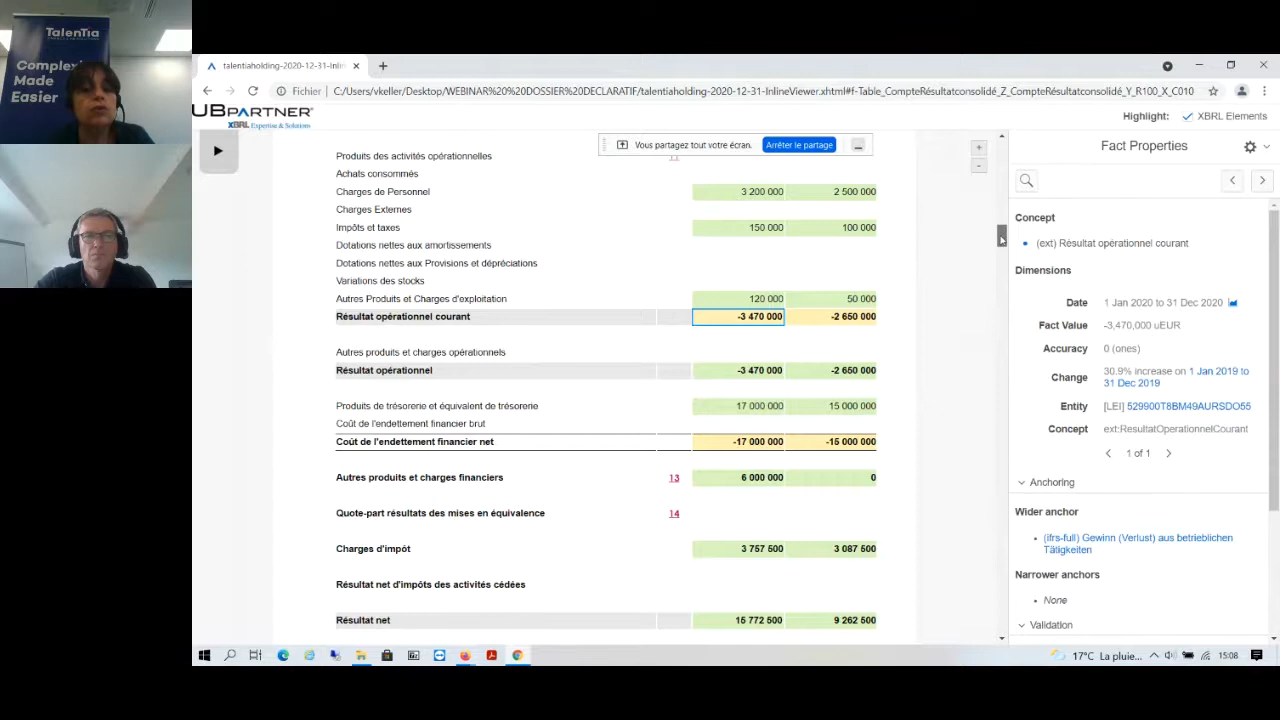 TALENTIA
Complexity
Made
Easier
talentiaholding-2020-12-31-Inlin
Fichier
C:/Users/vkeller/Desktop/WEBINAR%20%20DOSSIER%20DECLARATIF/talentiaholding-2020-12-31-InlineViewer.xhtml#f-Table_CompteRésultatconsolidé_Z_CompteRésultatconsolidé_Y_R100_X_C010
UBPARTNER
XBRL Expertise & Solutions
Highlight: XBRL Elements
Vous partagez tout votre écran. Arrêter le partage
Fact Properties
Produits des activités opérationnelles
Achats consommés
Charges de Personnel 3 200 000 2 500 000
Charges Externes
Impôts et taxes 150 000 100 000
Dotations nettes aux amortissements
Dotations nettes aux Provisions et dépréciations
Variations des stocks
Autres Produits et Charges d'exploitation 120 000 50 000
Résultat opérationnel courant -3 470 000 -2 650 000
Autres produits et charges opérationnels
Résultat opérationnel -3 470 000 -2 650 000
Produits de trésorerie et équivalent de trésorerie 17 000 000 15 000 000
Coût de l'endettement financier brut
Coût de l'endettement financier net -17 000 000 -15 000 000
Autres produits et charges financiers 13 6 000 000 0
Quote-part résultats des mises en équivalence 14
Charges d'impôt 3 757 500 3 087 500
Résultat net d'impôts des activités cédées
Résultat net 15 772 500 9 262 500
Concept
(ext) Résultat opérationnel courant
Dimensions
Date 1 Jan 2020 to 31 Dec 2020
Fact Value -3,470,000 uEUR
Accuracy 0 (ones)
Change 30.9% increase on 1 Jan 2019 to
31 Dec 2019
Entity [LEI] 529900T8BM49AURSDO55
Concept ext:ResultatOperationnelCourant
1 of 1
Anchoring
Wider anchor
(ifrs-full) Gewinn (Verlust) aus betrieblichen
Tätigkeiten
Narrower anchors
None
Validation
17°C La pluie... 15:08